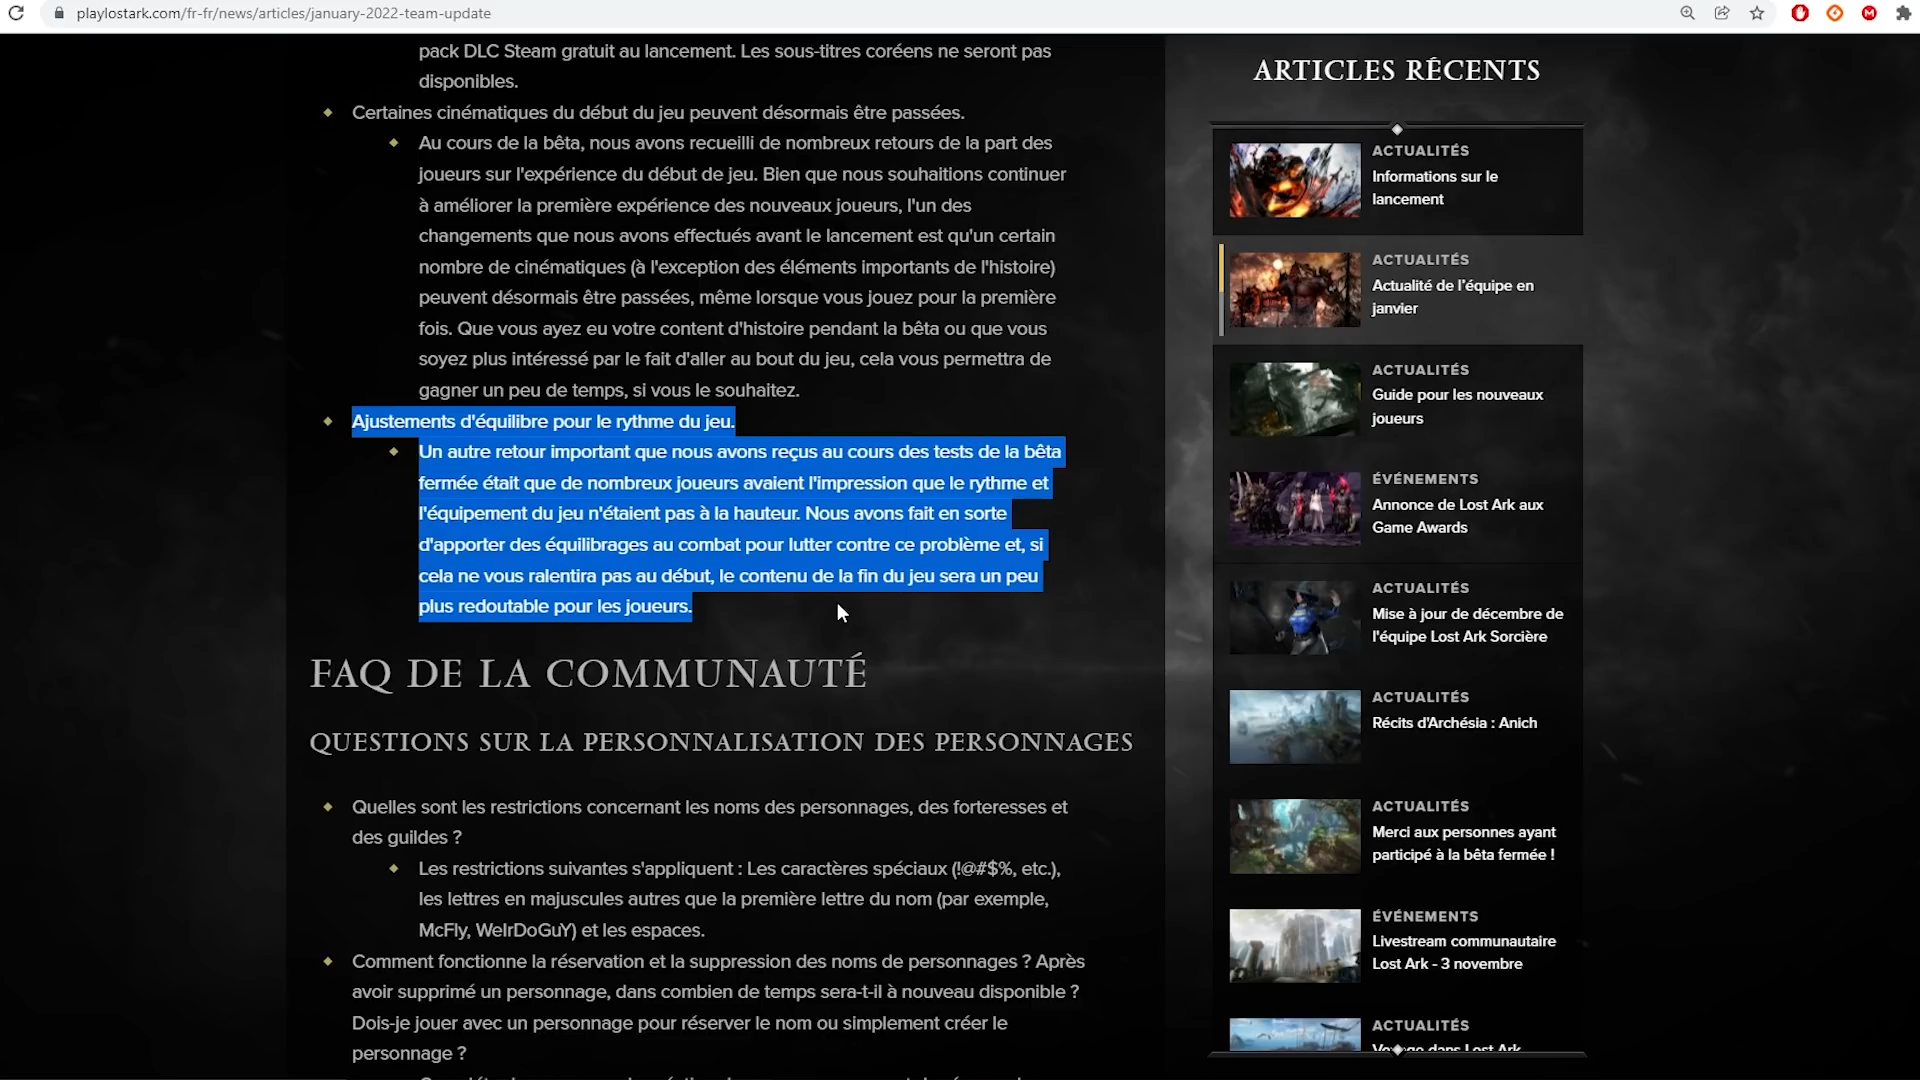 playlostark.com/fr-fr/news/articles/january-2022-team-update
pack DLC Steam gratuit au lancement. Les sous-titres coréens ne seront pas
disponibles.
Certaines cinématiques du début du jeu peuvent désormais être passées.
Au cours de la bêta, nous avons recueilli de nombreux retours de la part des
joueurs sur l'expérience du début de jeu. Bien que nous souhaitions continuer
à améliorer la première expérience des nouveaux joueurs, l'un des
changements que nous avons effectués avant le lancement est qu'un certain
nombre de cinématiques (à l'exception des éléments importants de l'histoire)
peuvent désormais être passées, même lorsque vous jouez pour la première
fois. Que vous ayez eu votre content d'histoire pendant la bêta ou que vous
soyez plus intéressé par le fait d'aller au bout du jeu, cela vous permettra de
gagner un peu de temps, si vous le souhaitez.
Ajustements d'équilibre pour le rythme du jeu.
Un autre retour important que nous avons reçus au cours des tests de la bêta
fermée était que de nombreux joueurs avaient l'impression que le rythme et
l'équipement du jeu n'étaient pas à la hauteur. Nous avons fait en sorte
d'apporter des équilibrages au combat pour lutter contre ce problème et, si
cela ne vous ralentira pas au début, le contenu de la fin du jeu sera un peu
plus redoutable pour les joueurs.
FAQ DE LA COMMUNAUTÉ
QUESTIONS SUR LA PERSONNALISATION DES PERSONNAGES
Quelles sont les restrictions concernant les noms des personnages, des forteresses et
des guildes ?
Les restrictions suivantes s'appliquent : Les caractères spéciaux (!@#$%, etc.),
les lettres en majuscules autres que la première lettre du nom (par exemple,
McFly, WeIrDoGuY) et les espaces.
Comment fonctionne la réservation et la suppression des noms de personnages ? Après
avoir supprimé un personnage, dans combien de temps sera-t-il à nouveau disponible ?
Dois-je jouer avec un personnage pour réserver le nom ou simplement créer le
personnage ?
ARTICLES RÉCENTS
ACTUALITÉS
Informations sur le
lancement
ACTUALITÉS
Actualité de l'équipe en
janvier
ACTUALITÉS
Guide pour les nouveaux
joueurs
ÉVÉNEMENTS
Annonce de Lost Ark aux
Game Awards
ACTUALITÉS
Mise à jour de décembre de
l'équipe Lost Ark Sorcière
ACTUALITÉS
Récits d'Archésia : Anich
ACTUALITÉS
Merci aux personnes ayant
participé à la bêta fermée !
ÉVÉNEMENTS
Livestream communautaire
Lost Ark - 3 novembre
ACTUALITÉS
Voyage dans Lost Ark